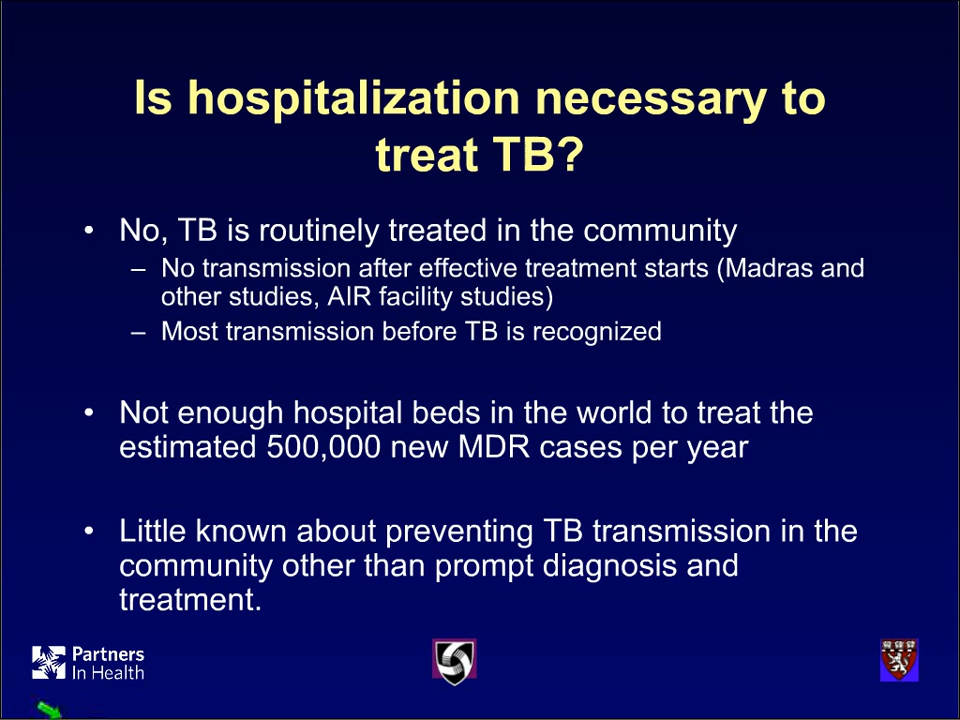 Is hospitalization necessary to
treat TB?
• No, TB is routinely treated in the community
– No transmission after effective treatment starts (Madras and
other studies, AIR facility studies)
– Most transmission before TB is recognized
• Not enough hospital beds in the world to treat the
estimated 500,000 new MDR cases per year
• Little known about preventing TB transmission in the
community other than prompt diagnosis and
treatment.
Partners
In Health